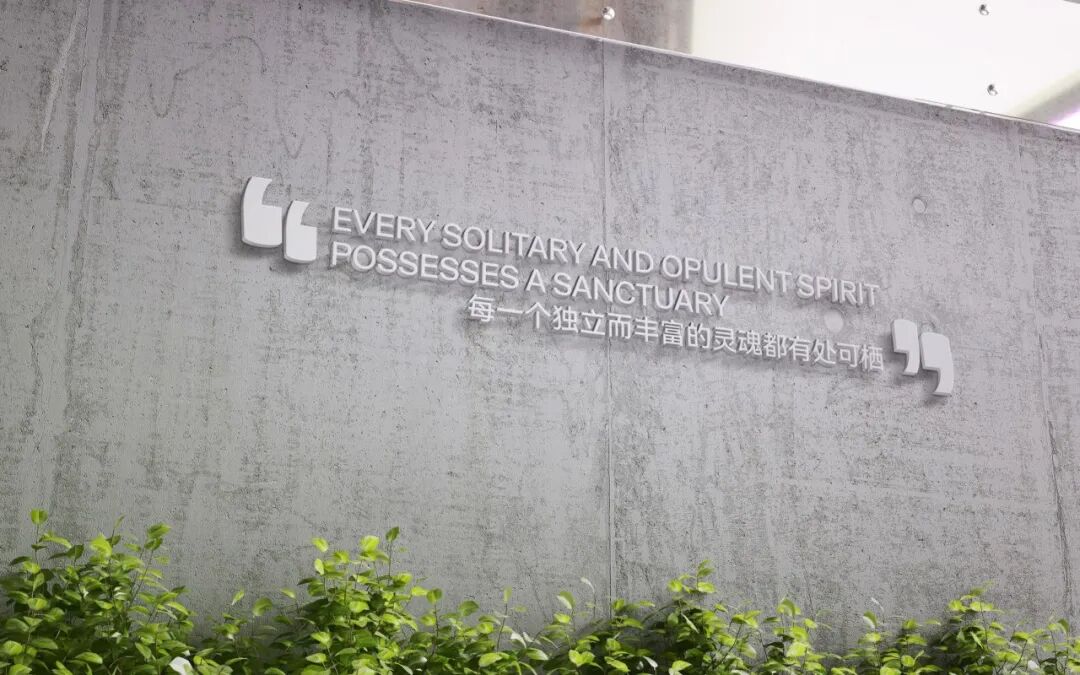 “EVERY SOLITARY AND OPULENT SPIRIT
POSSESSES A SANCTUARY
每一个独立而丰富的灵魂都有处可栖”